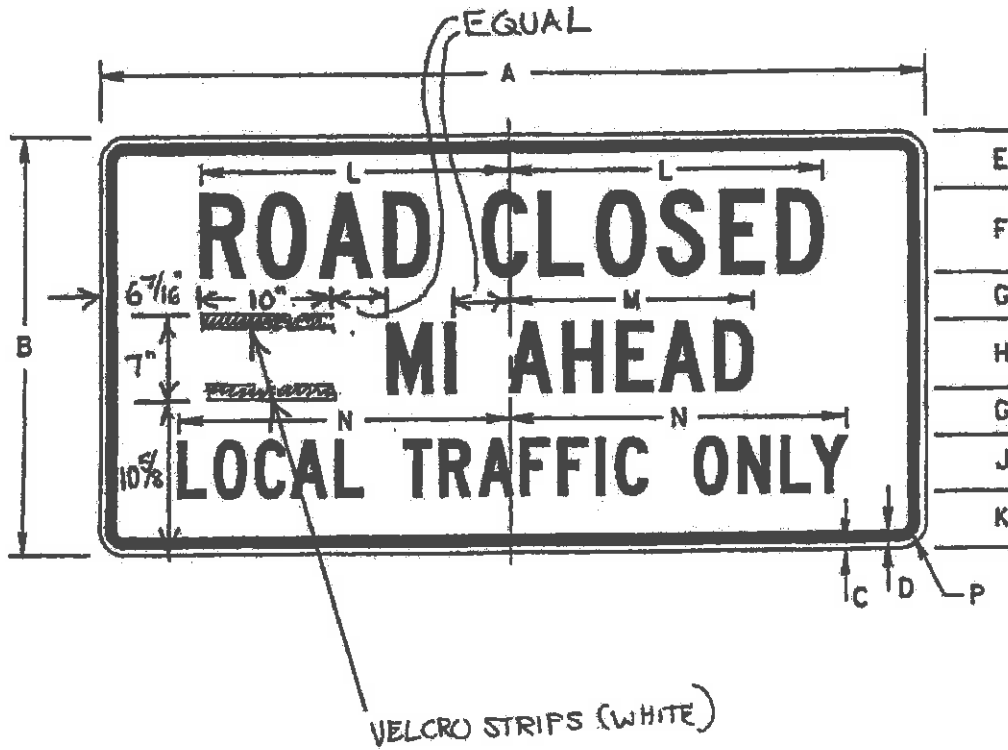 EQUAL
A
E
L L
ROAD CLOSED
F
6 7/16" 10" M G
B 7" MI AHEAD H
N N G
10 5/8 LOCAL TRAFFIC ONLY J
K
C D P
VELCRO STRIPS (WHITE)